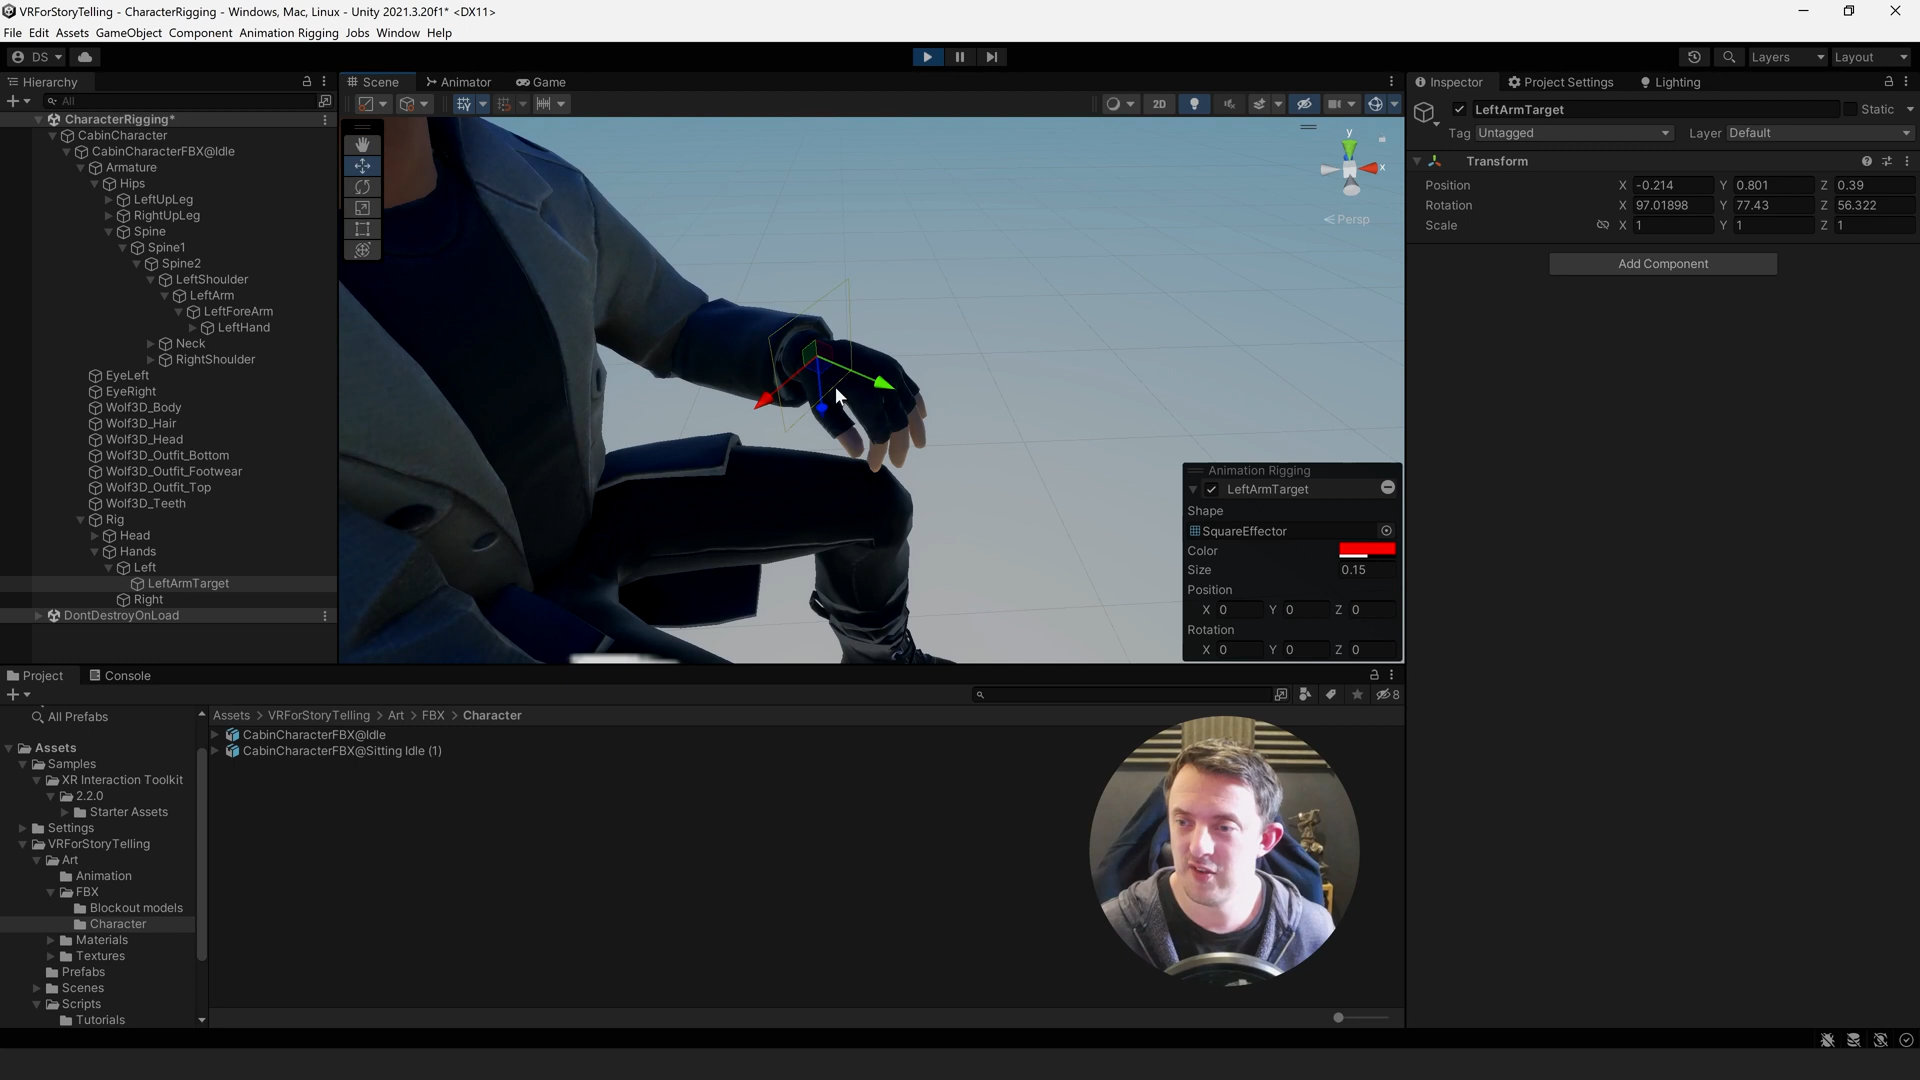 VRForStoryTelling - CharacterRigging - Windows, Mac, Linux - Unity 2021.3.20f1* <DX11>
File Edit Assets GameObject Component Animation Rigging Jobs Window Help
DS
Layers
Layout
Hierarchy
All
CharacterRigging*
CabinCharacter
CabinCharacterFBX@Idle
Armature
Hips
LeftUpLeg
RightUpLeg
Spine
Spine1
Spine2
LeftShoulder
LeftArm
LeftForeArm
LeftHand
Neck
RightShoulder
EyeLeft
EyeRight
Wolf3D_Body
Wolf3D_Hair
Wolf3D_Head
Wolf3D_Outfit_Bottom
Wolf3D_Outfit_Footwear
Wolf3D_Outfit_Top
Wolf3D_Teeth
Rig
Head
Hands
Left
LeftArmTarget
Right
DontDestroyOnLoad
Scene Animator Game
2D
y
x
Persp
Animation Rigging
LeftArmTarget
Shape
SquareEffector
Color
Size 0.15
Position
X 0 Y 0 Z 0
Rotation
X 0 Y 0 Z 0
Inspector Project Settings Lighting
LeftArmTarget Static
Tag Untagged Layer Default
Transform
Position X -0.214 Y 0.801 Z 0.39
Rotation X 97.01898 Y 77.43 Z 56.322
Scale X 1 Y 1 Z 1
Add Component
Project Console
8
All Prefabs
Assets
Samples
XR Interaction Toolkit
2.2.0
Starter Assets
Settings
VRForStoryTelling
Art
Animation
FBX
Blockout models
Character
Materials
Textures
Prefabs
Scenes
Scripts
Tutorials
Assets > VRForStoryTelling > Art > FBX > Character
CabinCharacterFBX@Idle
CabinCharacterFBX@Sitting Idle (1)